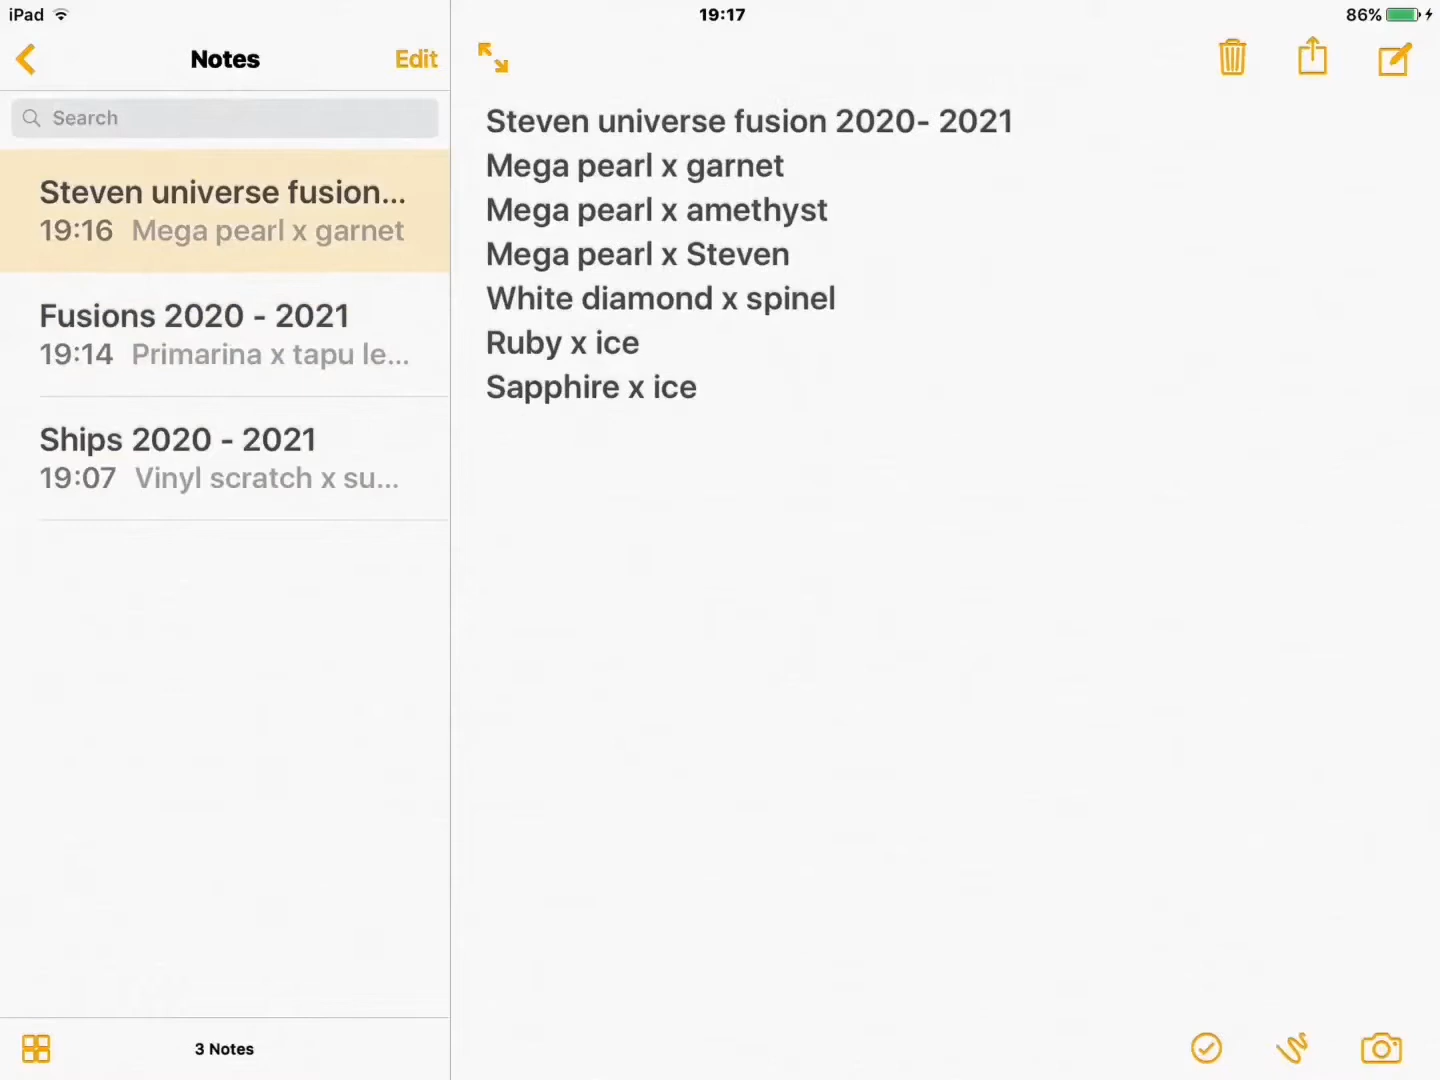 iPad 19:17 86%
Notes Edit
Search
Steven universe fusion...
19:16 Mega pearl x garnet
Fusions 2020 - 2021
19:14 Primarina x tapu le...
Ships 2020 - 2021
19:07 Vinyl scratch x su...
3 Notes
Steven universe fusion 2020- 2021
Mega pearl x garnet
Mega pearl x amethyst
Mega pearl x Steven
White diamond x spinel
Ruby x ice
Sapphire x ice